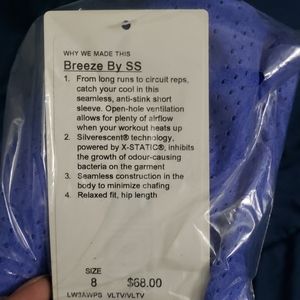 WHY WE MADE THIS
Breeze By SS
1. From long runs to circuit reps,
catch your cool in this
seamless, anti-stink short
sleeve. Open-hole ventilation
allows for plenty of airflow
when your workout heats up
2. Silverescent® technology,
powered by X-STATIC®, inhibits
the growth of odour-causing
bacteria on the garment
3. Seamless construction in the
body to minimize chafing
4. Relaxed fit, hip length
SIZE
8 $68.00
LW3AWPS VLTV/VLTV